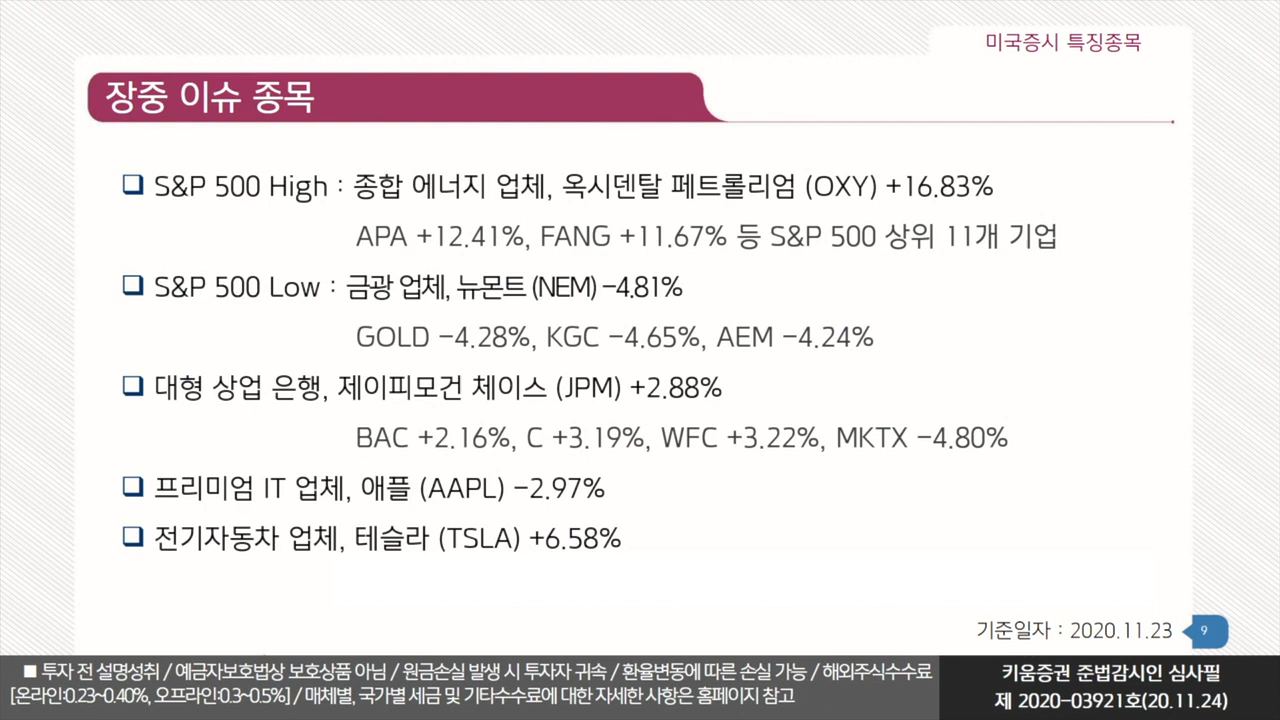 미국증시 특징종목
장중 이슈 종목
❑ S&P 500 High : 종합 에너지 업체, 옥시덴탈 페트롤리엄 (OXY) +16.83%
APA +12.41%, FANG +11.67% 등 S&P 500 상위 11개 기업
❑ S&P 500 Low : 금광 업체, 뉴몬트 (NEM) -4.81%
GOLD -4.28%, KGC -4.65%, AEM -4.24%
❑ 대형 상업 은행, 제이피모건 체이스 (JPM) +2.88%
BAC +2.16%, C +3.19%, WFC +3.22%, MKTX -4.80%
❑ 프리미엄 IT 업체, 애플 (AAPL) -2.97%
❑ 전기자동차 업체, 테슬라 (TSLA) +6.58%
기준일자 : 2020.11.23
9
■ 투자 전 설명성취 / 예금자보호법상 보호상품 아님 / 원금손실 발생 시 투자자 귀속 / 환율변동에 따른 손실 가능 / 해외주식수수료
[온라인:0.23~0.40%, 오프라인:0.3~0.5%] / 매체별, 국가별 세금 및 기타수수료에 대한 자세한 사항은 홈페이지 참고
키움증권 준법감시인 심사필
제 2020-03921호(20.11.24)